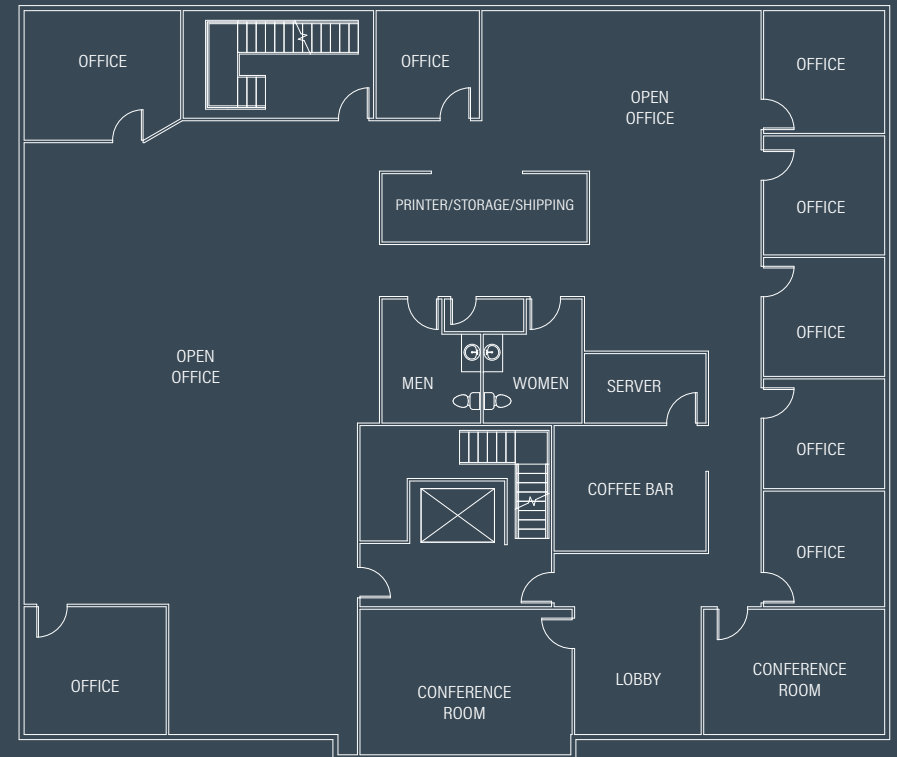 OFFICE
OFFICE
OFFICE
OPEN
OFFICE
PRINTER/STORAGE/SHIPPING
OFFICE
OFFICE
OPEN
OFFICE
MEN
WOMEN
SERVER
OFFICE
COFFEE BAR
OFFICE
OFFICE
CONFERENCE
ROOM
LOBBY
CONFERENCE
ROOM